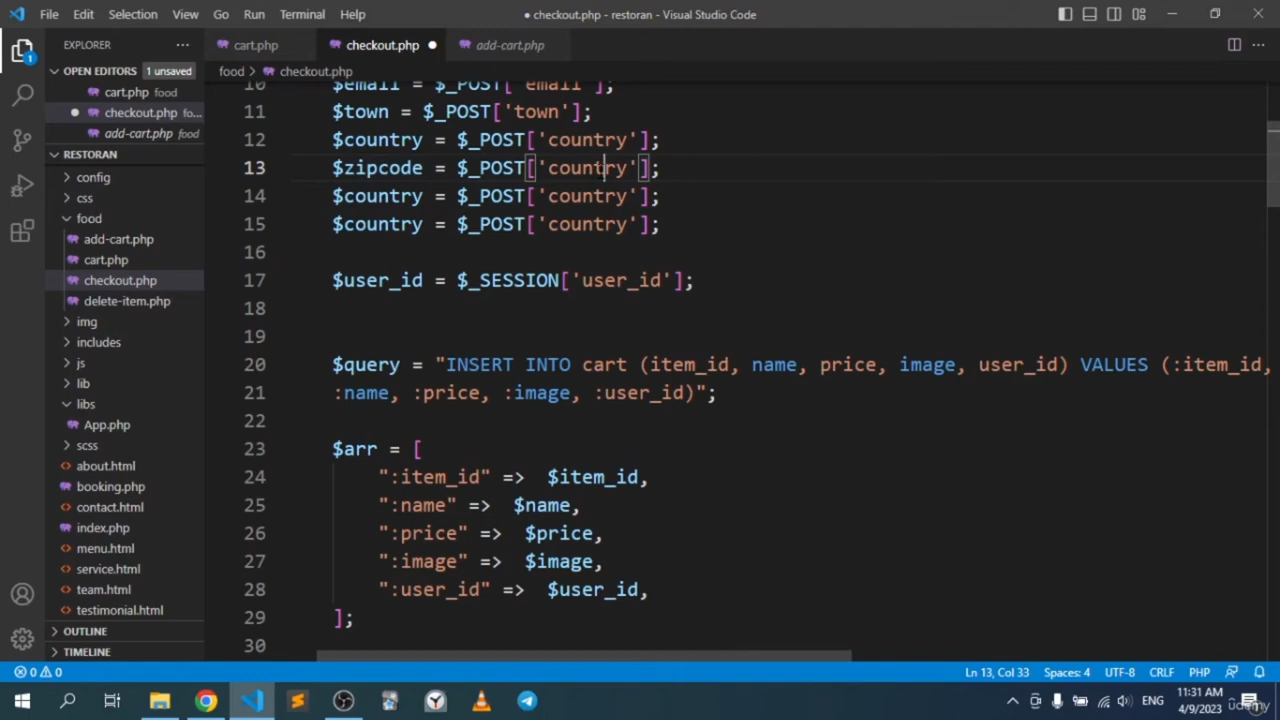 File Edit Selection View Go Run Terminal Help
● checkout.php - restoran - Visual Studio Code
EXPLORER
cart.php
checkout.php
add-cart.php
OPEN EDITORS 1 unsaved
cart.php food
checkout.php fo...
add-cart.php food
RESTORAN
config
css
food
add-cart.php
cart.php
checkout.php
delete-item.php
img
includes
js
lib
libs
App.php
scss
about.html
booking.php
contact.html
index.php
menu.html
service.html
team.html
testimonial.html
OUTLINE
TIMELINE
food > checkout.php
10 $email = $_POST['email'];
11 $town = $_POST['town'];
12 $country = $_POST['country'];
13 $zipcode = $_POST['country'];
14 $country = $_POST['country'];
15 $country = $_POST['country'];
16
17 $user_id = $_SESSION['user_id'];
18
19
20 $query = "INSERT INTO cart (item_id, name, price, image, user_id) VALUES (:item_id,
21 :name, :price, :image, :user_id)";
22
23 $arr = [
24 ":item_id" => $item_id,
25 ":name" => $name,
26 ":price" => $price,
27 ":image" => $image,
28 ":user_id" => $user_id,
29 ];
30
0 0
Ln 13, Col 33 Spaces: 4 UTF-8 CRLF PHP
ENG
11:31 AM
4/9/2023
udemy
1